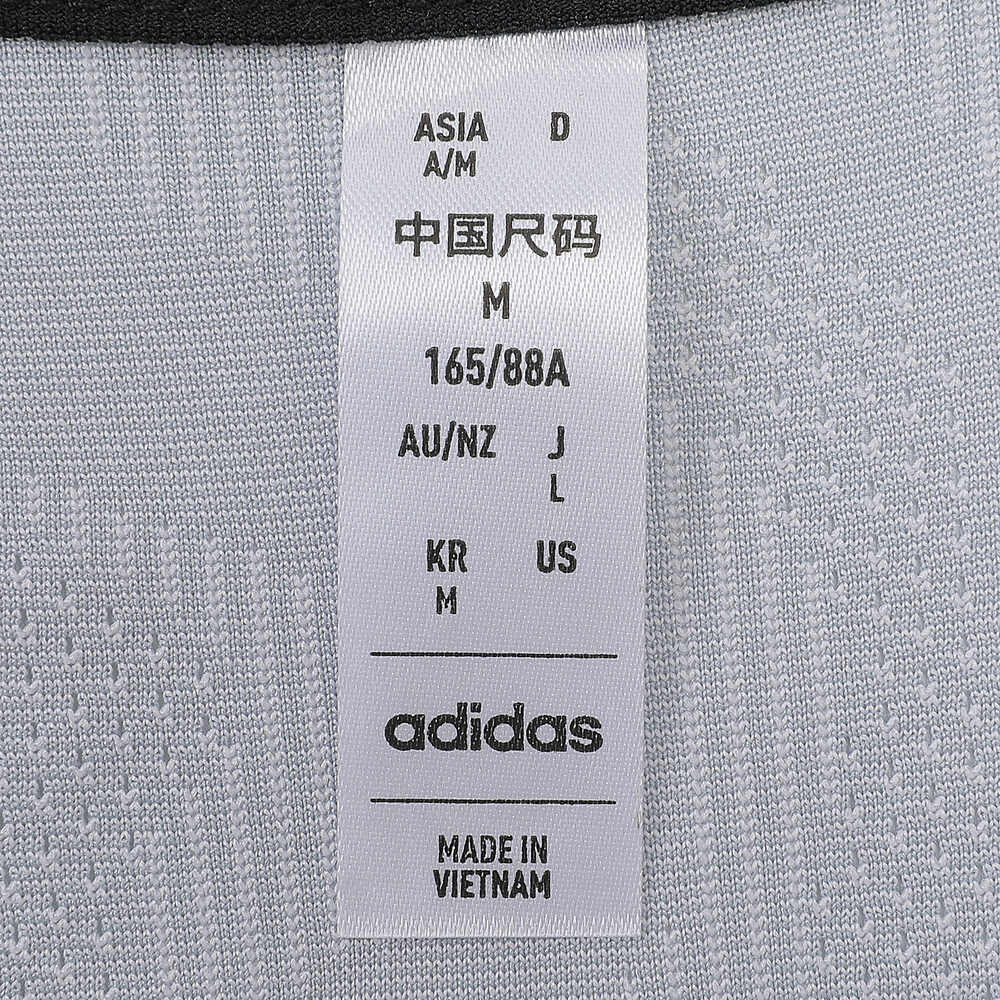 ASIA D
A/M
中国尺码
M
165/88A
AU/NZ J
L
KR US
M
adidas
MADE IN
VIETNAM